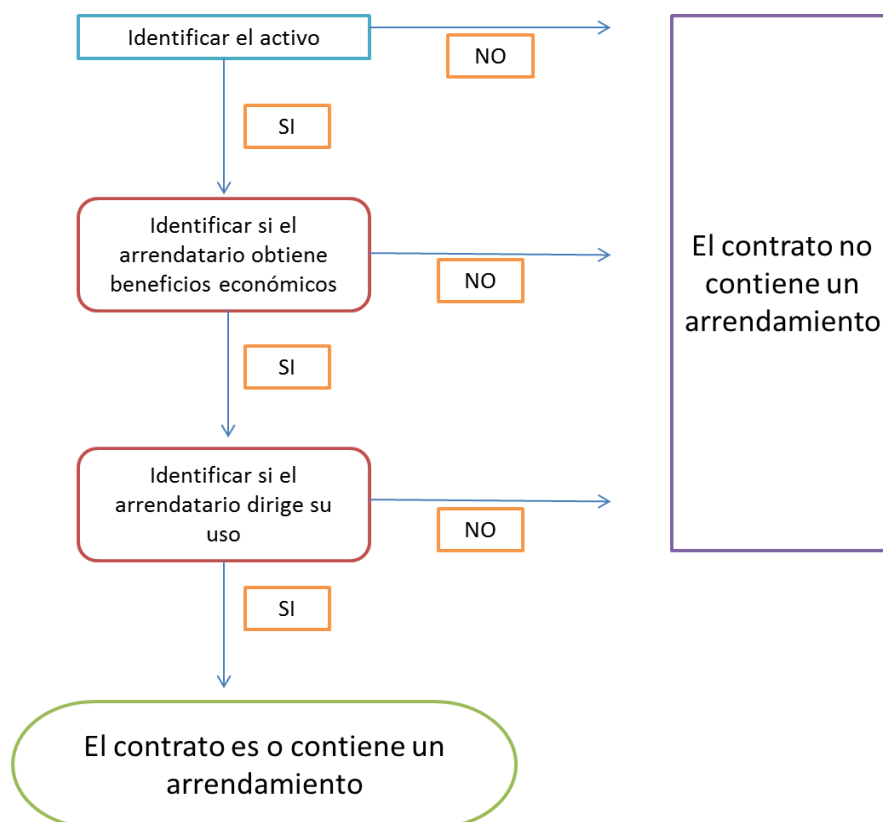 Identificar el activo
NO
SI
Identificar si el
arrendatario obtiene
beneficios económicos
NO
El contrato no
contiene un
arrendamiento
SI
Identificar si el
arrendatario dirige su
uso
NO
SI
El contrato es o contiene un
arrendamiento